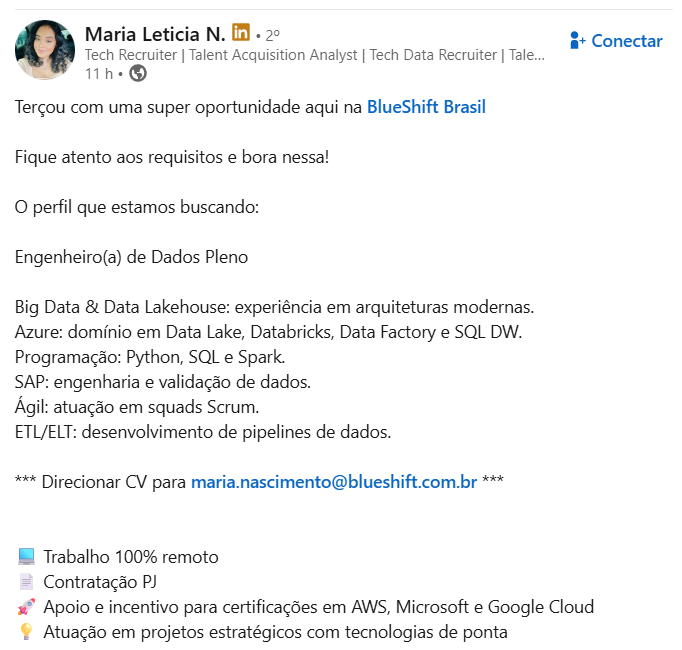 Maria Leticia N. in • 2º
Conectar
Tech Recruiter | Talent Acquisition Analyst | Tech Data Recruiter | Tale...
11 h •
Terçou com uma super oportunidade aqui na BlueShift Brasil
Fique atento aos requisitos e bora nessa!
O perfil que estamos buscando:
Engenheiro(a) de Dados Pleno
Big Data & Data Lakehouse: experiência em arquiteturas modernas.
Azure: domínio em Data Lake, Databricks, Data Factory e SQL DW.
Programação: Python, SQL e Spark.
SAP: engenharia e validação de dados.
Ágil: atuação em squads Scrum.
ETL/ELT: desenvolvimento de pipelines de dados.
*** Direcionar CV para maria.nascimento@blueshift.com.br ***
💻 Trabalho 100% remoto
📄 Contratação PJ
🚀 Apoio e incentivo para certificações em AWS, Microsoft e Google Cloud
💡 Atuação em projetos estratégicos com tecnologias de ponta